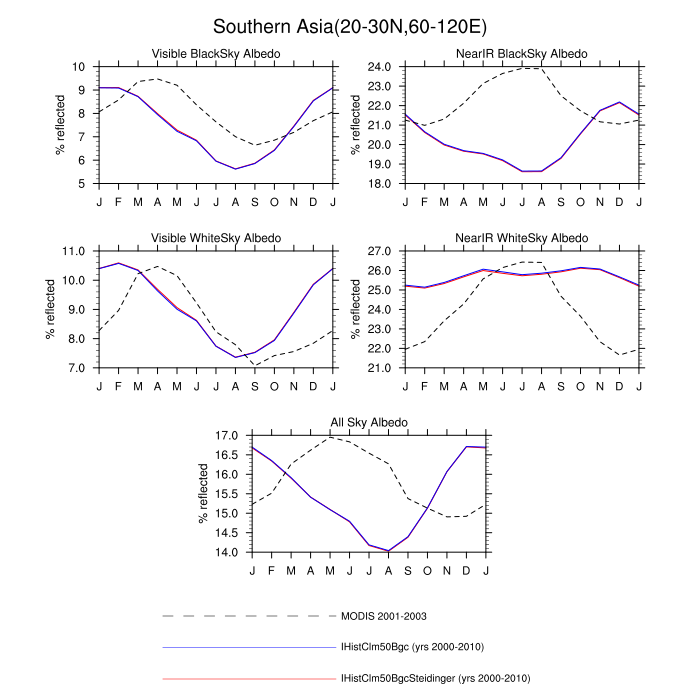 Southern Asia(20-30N,60-120E)
Visible BlackSky Albedo
% reflected
10
9
8
7
6
5
J F M A M J J A S O N D J
NearIR BlackSky Albedo
% reflected
24.0
23.0
22.0
21.0
20.0
19.0
18.0
J F M A M J J A S O N D J
Visible WhiteSky Albedo
% reflected
11.0
10.0
9.0
8.0
7.0
J F M A M J J A S O N D J
NearIR WhiteSky Albedo
% reflected
27.0
26.0
25.0
24.0
23.0
22.0
21.0
J F M A M J J A S O N D J
All Sky Albedo
% reflected
17.0
16.5
16.0
15.5
15.0
14.5
14.0
J F M A M J J A S O N D J
MODIS 2001-2003
IHistClm50Bgc (yrs 2000-2010)
IHistClm50BgcSteidinger (yrs 2000-2010)